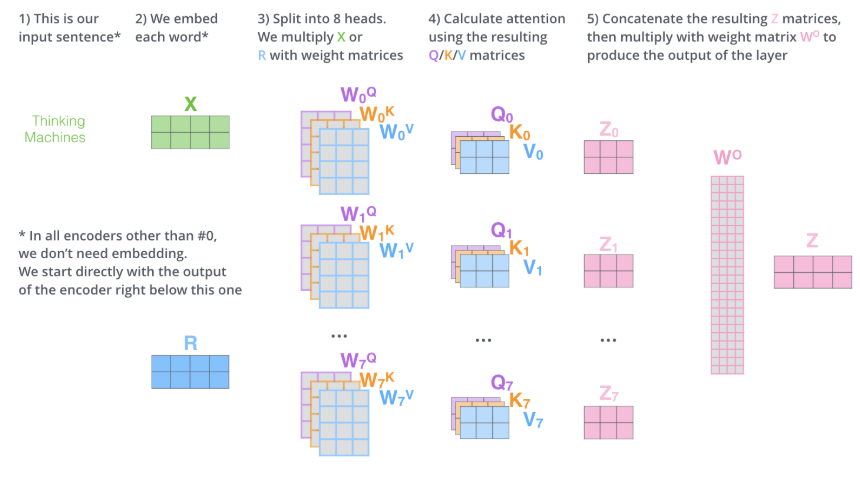 1) This is our
input sentence*
2) We embed
each word*
3) Split into 8 heads.
We multiply X or
R with weight matrices
4) Calculate attention
using the resulting
Q/K/V matrices
5) Concatenate the resulting Z matrices,
then multiply with weight matrix Wᴼ to
produce the output of the layer
Thinking
Machines
X
W₀Q
W₀K
W₀V
Q₀
K₀
V₀
Z₀
* In all encoders other than #0,
we don't need embedding.
We start directly with the output
of the encoder right below this one
R
W₁Q
W₁K
W₁V
Q₁
K₁
V₁
Z₁
...
...
...
W₇Q
W₇K
W₇V
Q₇
K₇
V₇
Z₇
Wᴼ
Z